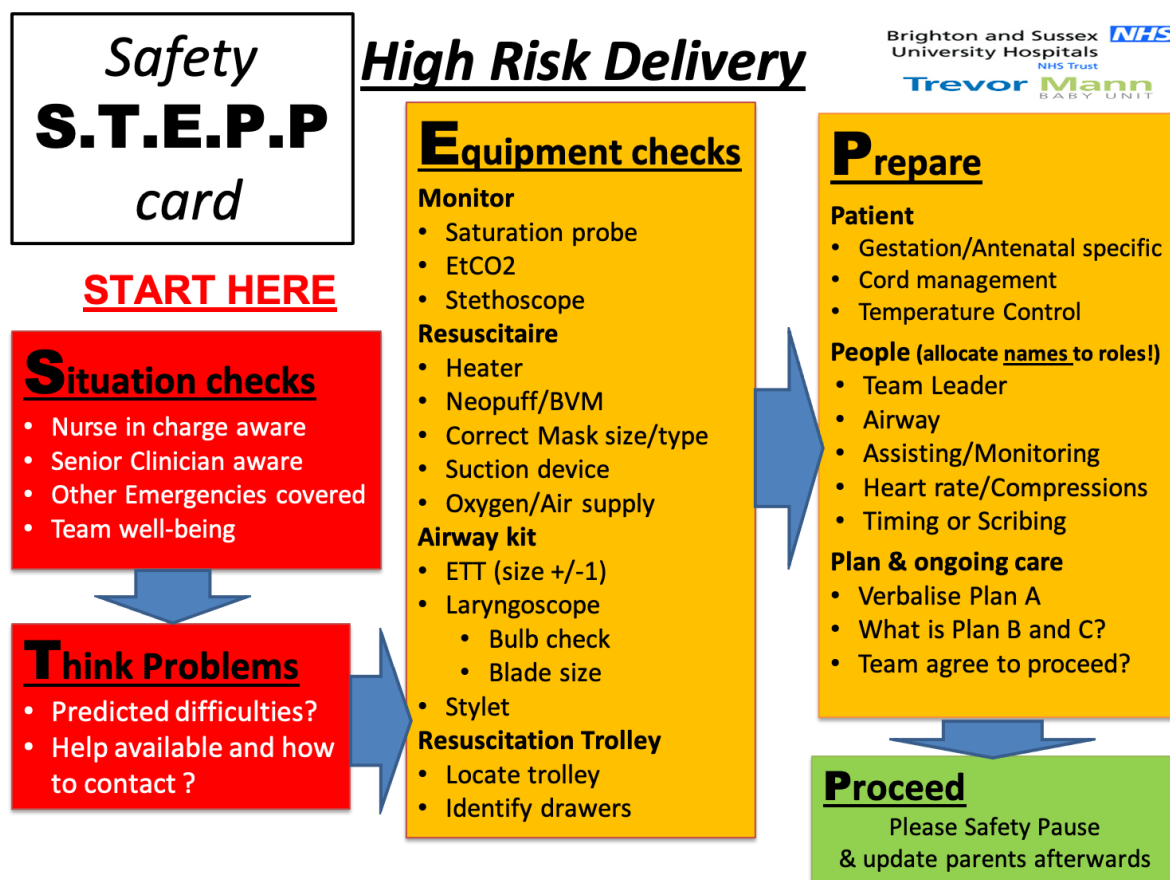 Safety
S.T.E.P.P
card
High Risk Delivery
Brighton and Sussex NHS
University Hospitals
NHS Trust
Trevor Mann
BABY UNIT
START HERE
Situation checks
• Nurse in charge aware
• Senior Clinician aware
• Other Emergencies covered
• Team well-being
Think Problems
• Predicted difficulties?
• Help available and how
to contact ?
Equipment checks
Monitor
• Saturation probe
• EtCO2
• Stethoscope
Resuscitaire
• Heater
• Neopuff/BVM
• Correct Mask size/type
• Suction device
• Oxygen/Air supply
Airway kit
• ETT (size +/-1)
• Laryngoscope
• Bulb check
• Blade size
• Stylet
Resuscitation Trolley
• Locate trolley
• Identify drawers
Prepare
Patient
• Gestation/Antenatal specific
• Cord management
• Temperature Control
People (allocate names to roles!)
• Team Leader
• Airway
• Assisting/Monitoring
• Heart rate/Compressions
• Timing or Scribing
Plan & ongoing care
• Verbalise Plan A
• What is Plan B and C?
• Team agree to proceed?
Proceed
Please Safety Pause
& update parents afterwards